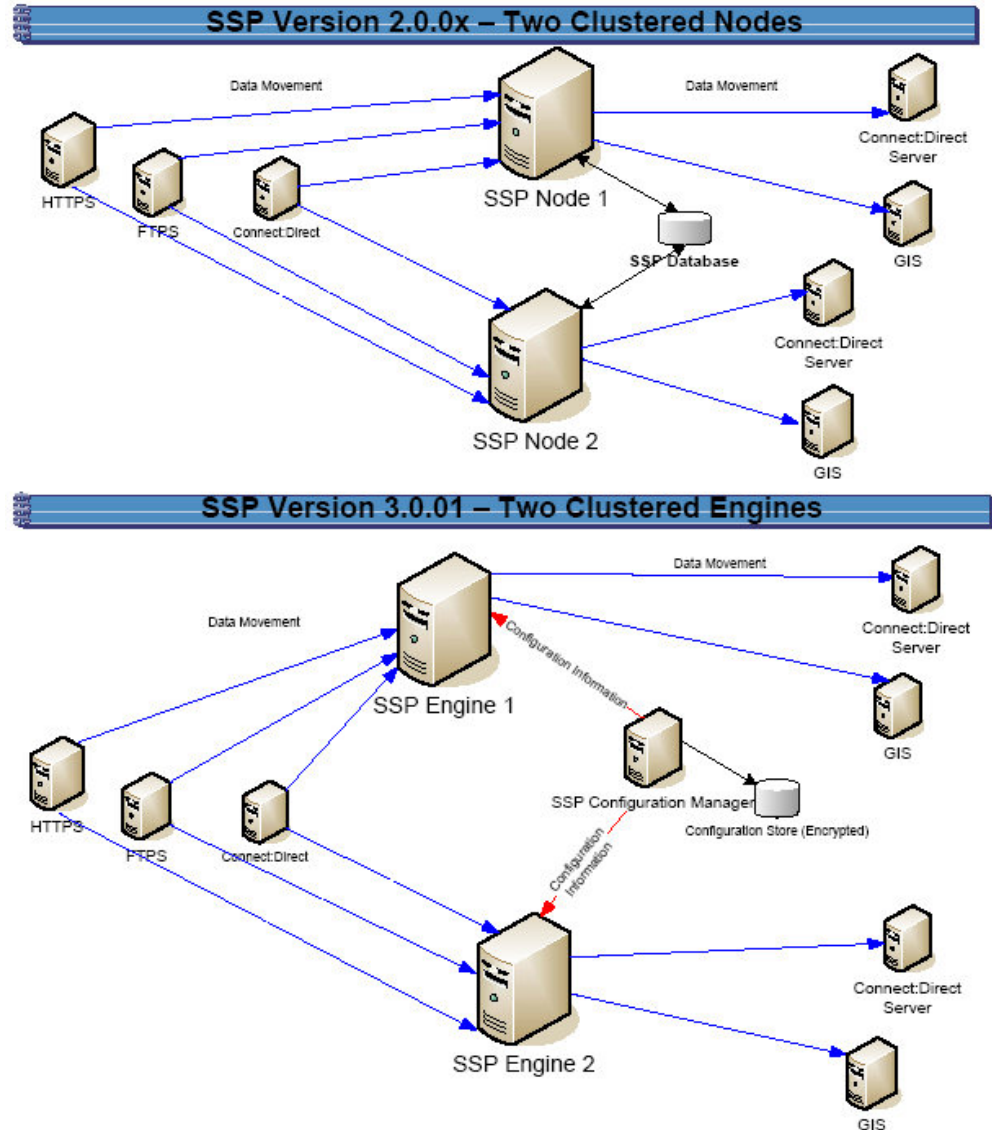 SSP Version 2.0.0x – Two Clustered Nodes
Data Movement
Data Movement
HTTPS
FTPS
Connect:Direct
SSP Node 1
Connect:Direct
Server
SSP Database
GIS
Connect:Direct
Server
SSP Node 2
GIS
SSP Version 3.0.01 – Two Clustered Engines
Data Movement
Data Movement
Configuration Information
SSP Engine 1
Connect:Direct
Server
GIS
HTTPS
FTPS
Connect:Direct
SSP Configuration Manager
Configuration Store (Encrypted)
Configuration
Information
Connect:Direct
Server
SSP Engine 2
GIS